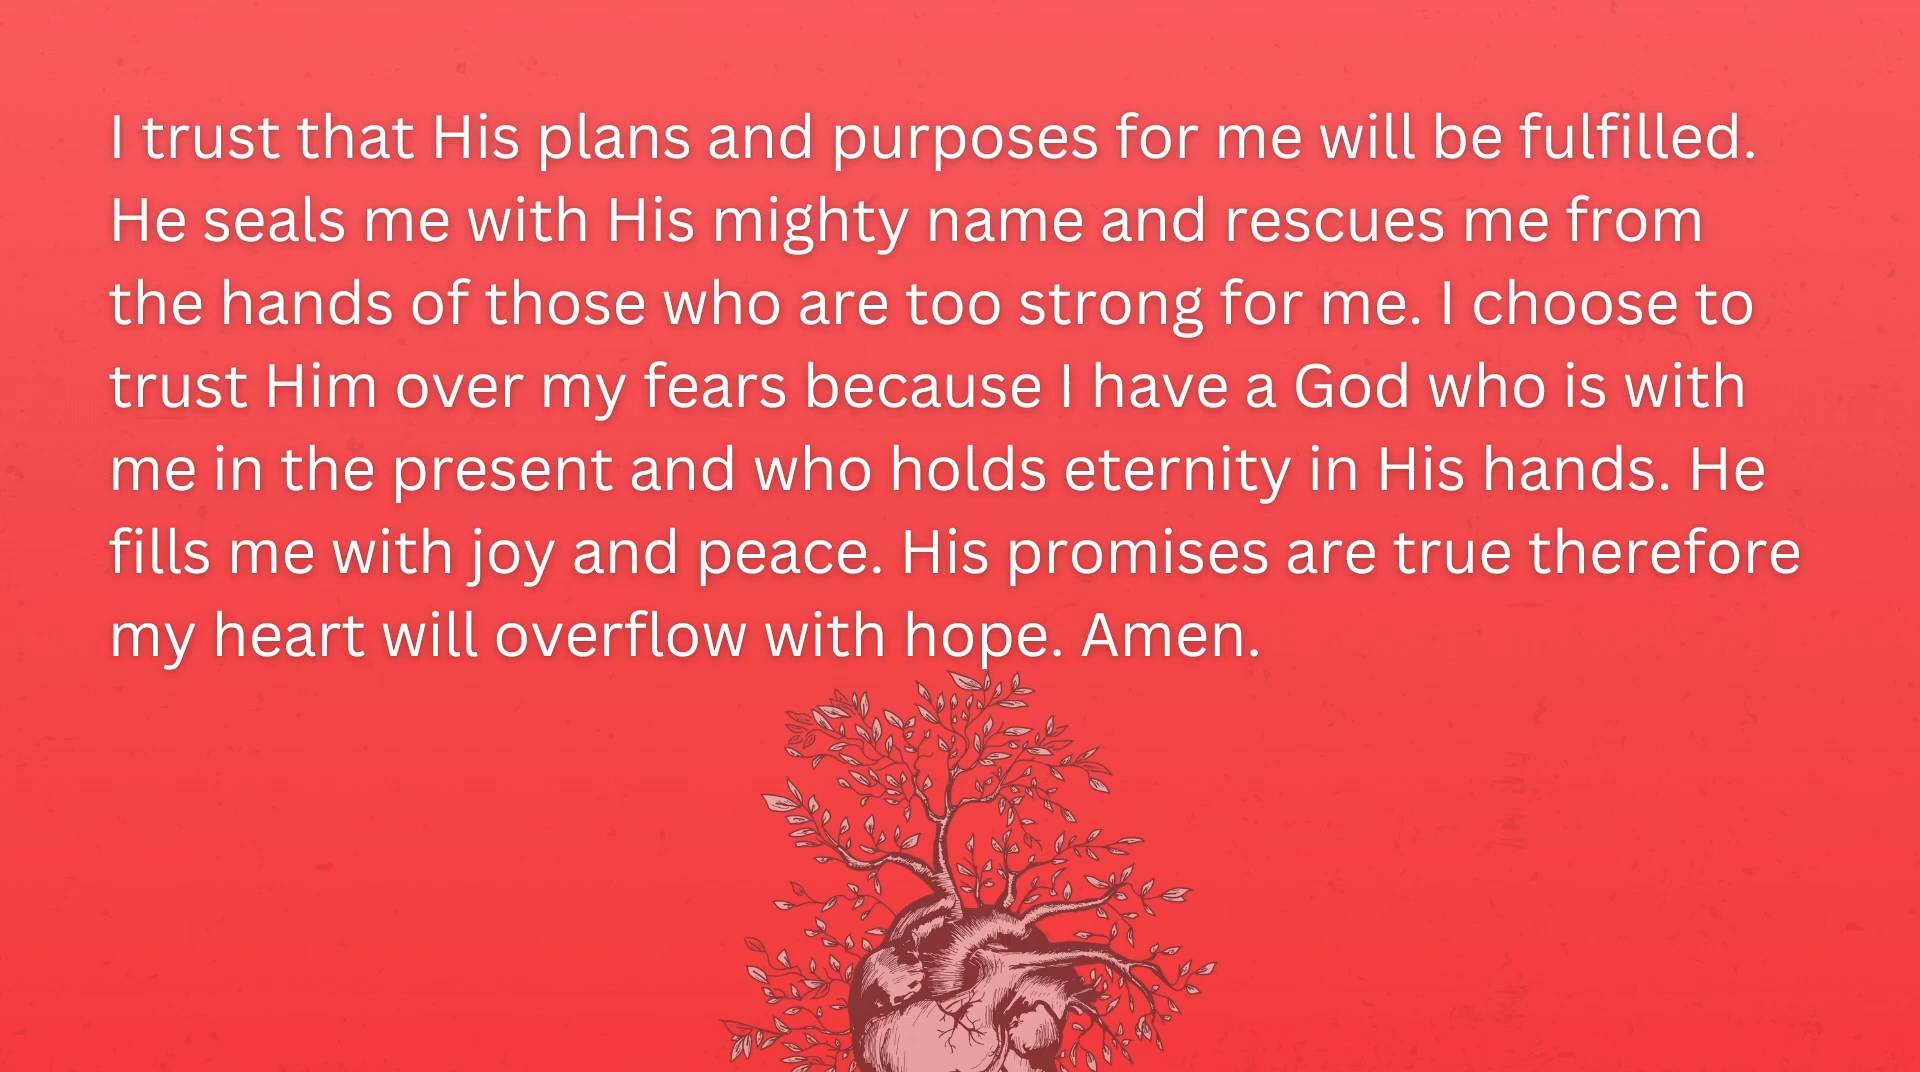 I trust that His plans and purposes for me will be fulfilled.
He seals me with His mighty name and rescues me from
the hands of those who are too strong for me. I choose to
trust Him over my fears because I have a God who is with
me in the present and who holds eternity in His hands. He
fills me with joy and peace. His promises are true therefore
my heart will overflow with hope. Amen.